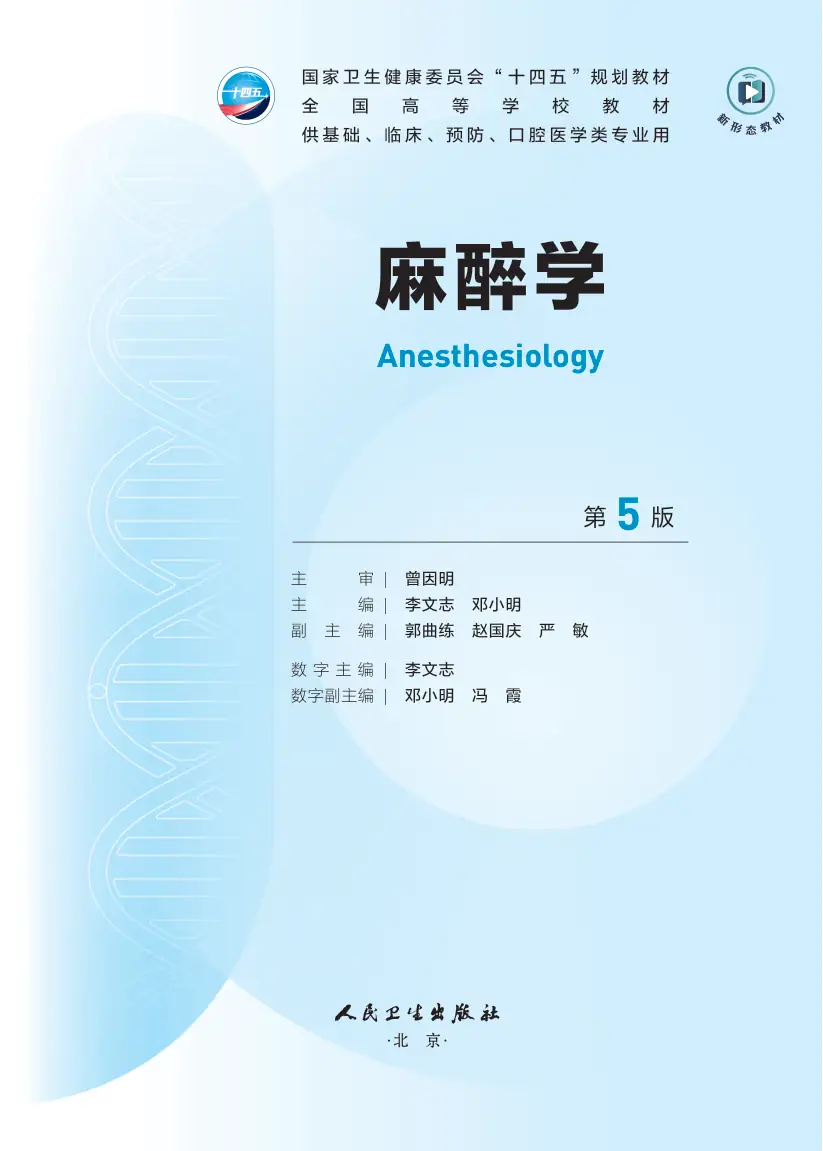 国家卫生健康委员会“十四五”规划教材
全国高等学校教材
供基础、临床、预防、口腔医学类专业用
十四五
新形态教材
麻醉学
Anesthesiology
第5版
主审｜曾因明
主编｜李文志 邓小明
副主编｜郭曲练 赵国庆 严 敏
数字主编｜李文志
数字副主编｜邓小明 冯 霞
人民卫生出版社
·北 京·